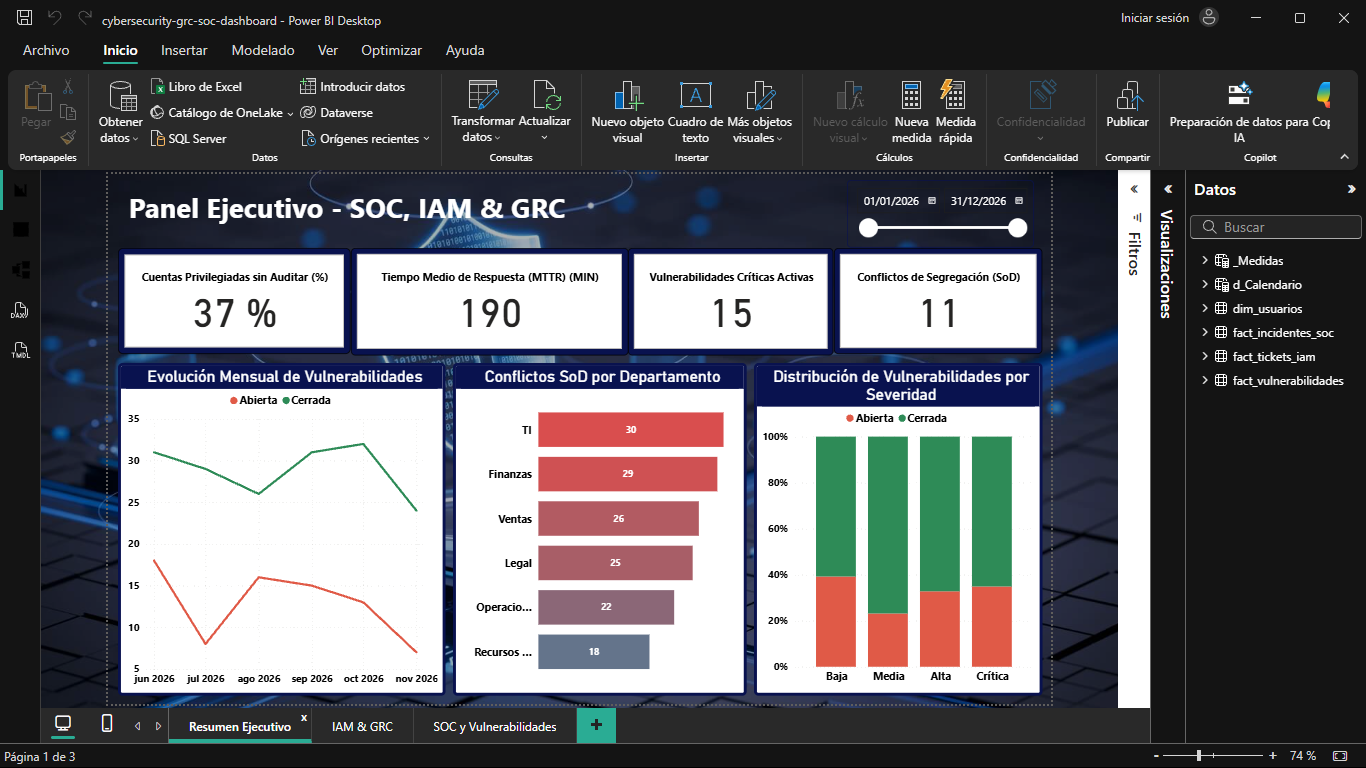 cybersecurity-grc-soc-dashboard - Power BI Desktop
Iniciar sesión
Archivo Inicio Insertar Modelado Ver Optimizar Ayuda
Pegar
Portapapeles
Obtener datos
Libro de Excel
Catálogo de OneLake
SQL Server
Introducir datos
Dataverse
Orígenes recientes
Datos
Transformar datos
Actualizar
Consultas
Nuevo objeto visual
Cuadro de texto
Más objetos visuales
Insertar
Nuevo cálculo visual
Nueva medida
Medida rápida
Cálculos
Confidencialidad
Confidencialidad
Publicar
Compartir
Preparación de datos para IA
Cop
Copilot
DAX
TMDL
Panel Ejecutivo - SOC, IAM & GRC
01/01/2026 31/12/2026
Cuentas Privilegiadas sin Auditar (%)
37 %
Tiempo Medio de Respuesta (MTTR) (MIN)
190
Vulnerabilidades Críticas Activas
15
Conflictos de Segregación (SoD)
11
Evolución Mensual de Vulnerabilidades
Abierta Cerrada
35
30
25
20
15
10
5
jun 2026 jul 2026 ago 2026 sep 2026 oct 2026 nov 2026
Conflictos SoD por Departamento
TI 30
Finanzas 29
Ventas 26
Legal 25
Operacio... 22
Recursos ... 18
Distribución de Vulnerabilidades por
Severidad
Abierta Cerrada
100%
80%
60%
40%
20%
0%
Baja Media Alta Crítica
Filtros
Visualizaciones
Datos
Buscar
_Medidas
d_Calendario
dim_usuarios
fact_incidentes_soc
fact_tickets_iam
fact_vulnerabilidades
Resumen Ejecutivo x IAM & GRC SOC y Vulnerabilidades +
Página 1 de 3
- + 74 %